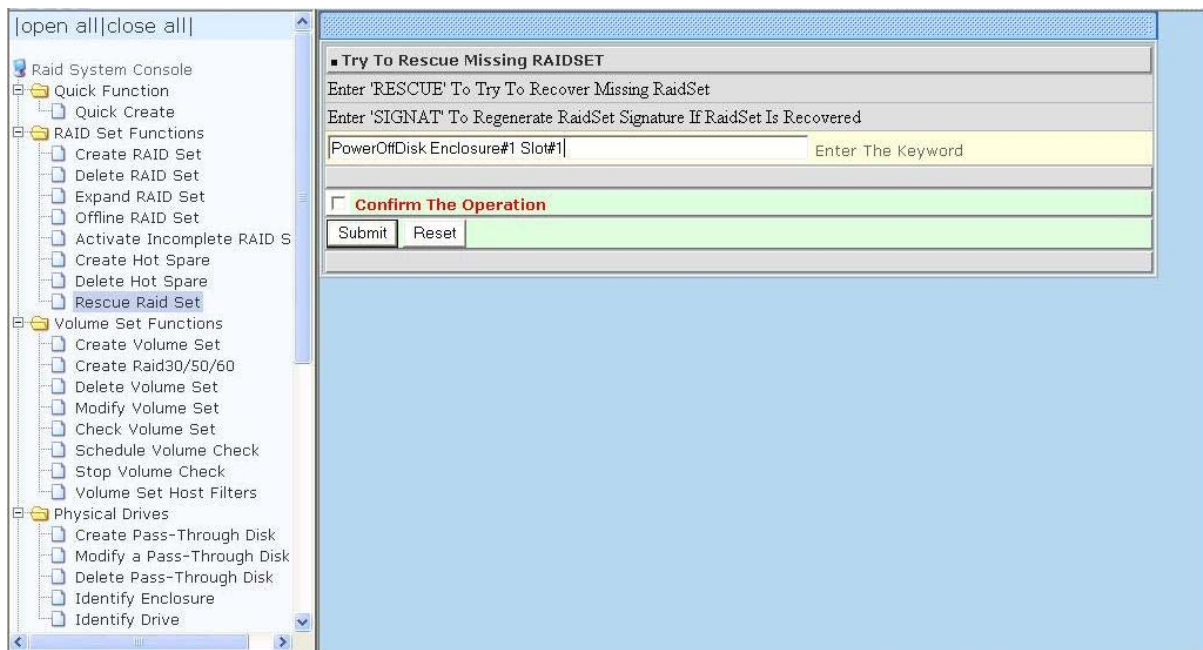 |open all|close all|
Raid System Console
Quick Function
Quick Create
RAID Set Functions
Create RAID Set
Delete RAID Set
Expand RAID Set
Offline RAID Set
Activate Incomplete RAID S
Create Hot Spare
Delete Hot Spare
Rescue Raid Set
Volume Set Functions
Create Volume Set
Create Raid30/50/60
Delete Volume Set
Modify Volume Set
Check Volume Set
Schedule Volume Check
Stop Volume Check
Volume Set Host Filters
Physical Drives
Create Pass-Through Disk
Modify a Pass-Through Disk
Delete Pass-Through Disk
Identify Enclosure
Identify Drive
Try To Rescue Missing RAIDSET
Enter 'RESCUE' To Try To Recover Missing RaidSet
Enter 'SIGNAT' To Regenerate RaidSet Signature If RaidSet Is Recovered
PowerOffDisk Enclosure#1 Slot#1 Enter The Keyword
Confirm The Operation
Submit Reset